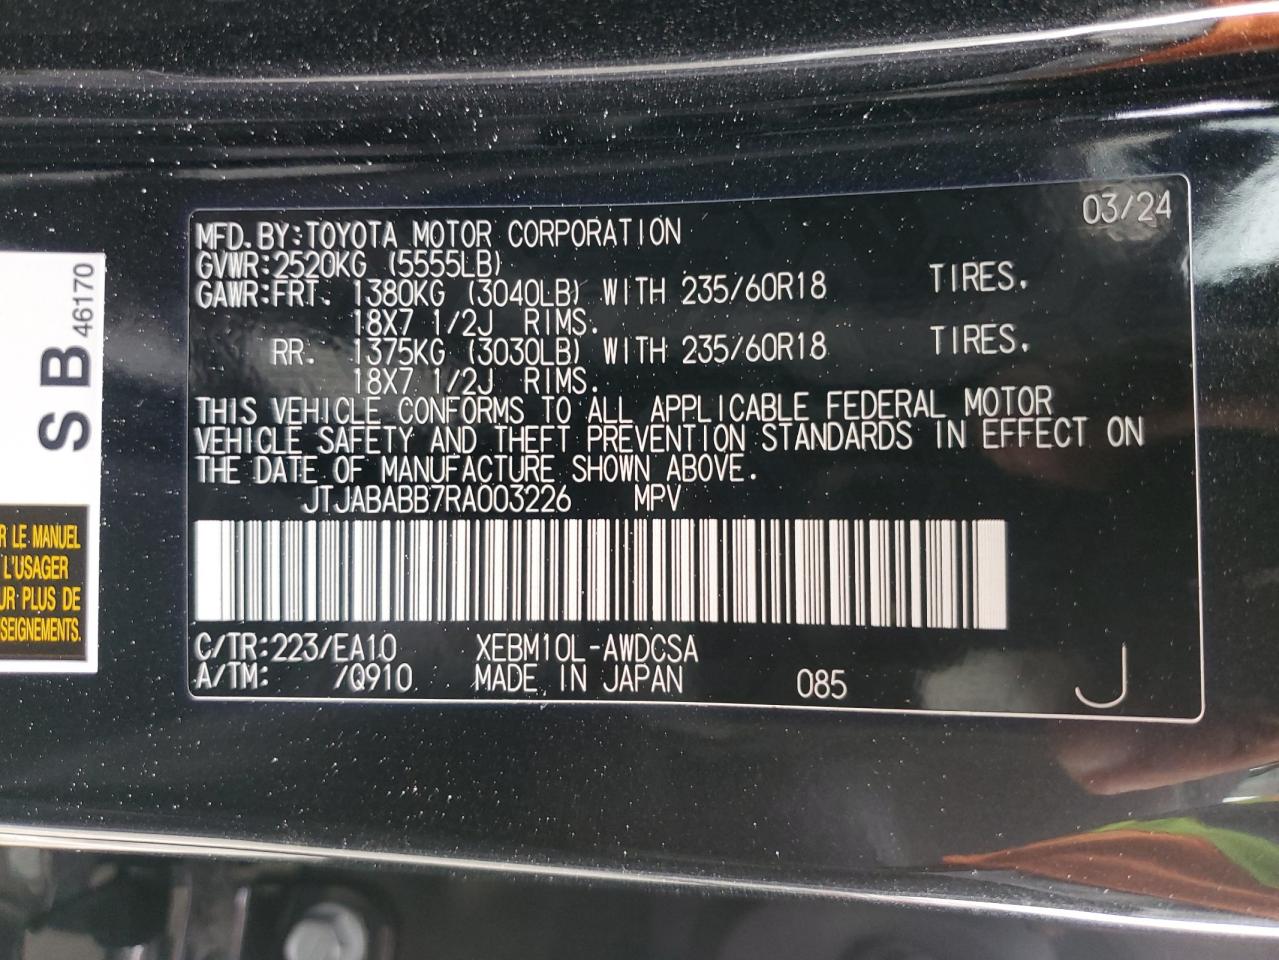 03/24
MFD.BY:TOYOTA MOTOR CORPORATION
GVWR:2520KG (5555LB)
GAWR:FRT. 1380KG (3040LB) WITH 235/60R18 TIRES.
18X7 1/2J RIMS.
RR. 1375KG (3030LB) WITH 235/60R18 TIRES.
18X7 1/2J RIMS.
THIS VEHICLE CONFORMS TO ALL APPLICABLE FEDERAL MOTOR
VEHICLE SAFETY AND THEFT PREVENTION STANDARDS IN EFFECT ON
THE DATE OF MANUFACTURE SHOWN ABOVE.
JTJABABB7RA003226 MPV
C/TR:223/EA10 XEBM10L-AWDCSA
A/TM: /Q910 MADE IN JAPAN 085 J
SB 46170
R LE MANUEL
L'USAGER
UR PLUS DE
SEIGNEMENTS.